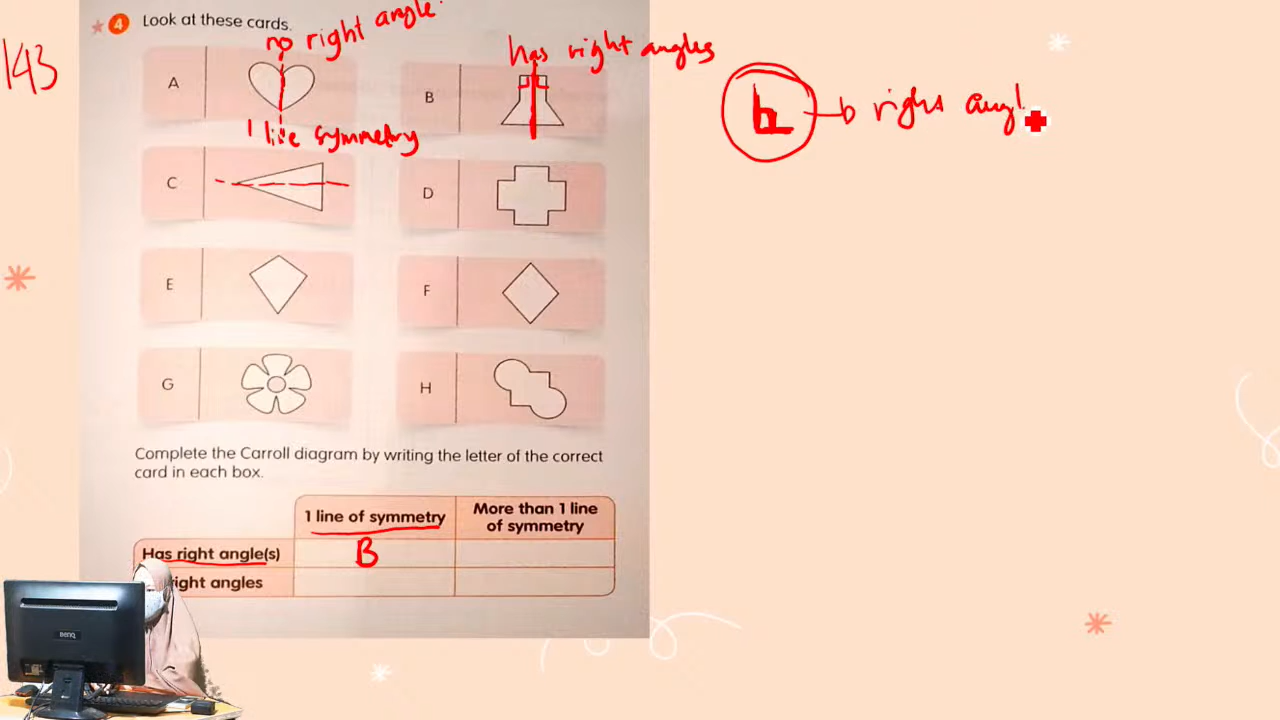 143
4 Look at these cards.
no right angle.
has right angles
A
B
1 line symmetry
right angl
C
D
E
F
G
H
Complete the Carroll diagram by writing the letter of the correct
card in each box.
1 line of symmetry
More than 1 line
of symmetry
Has right angle(s)
B
right angles
BenQ